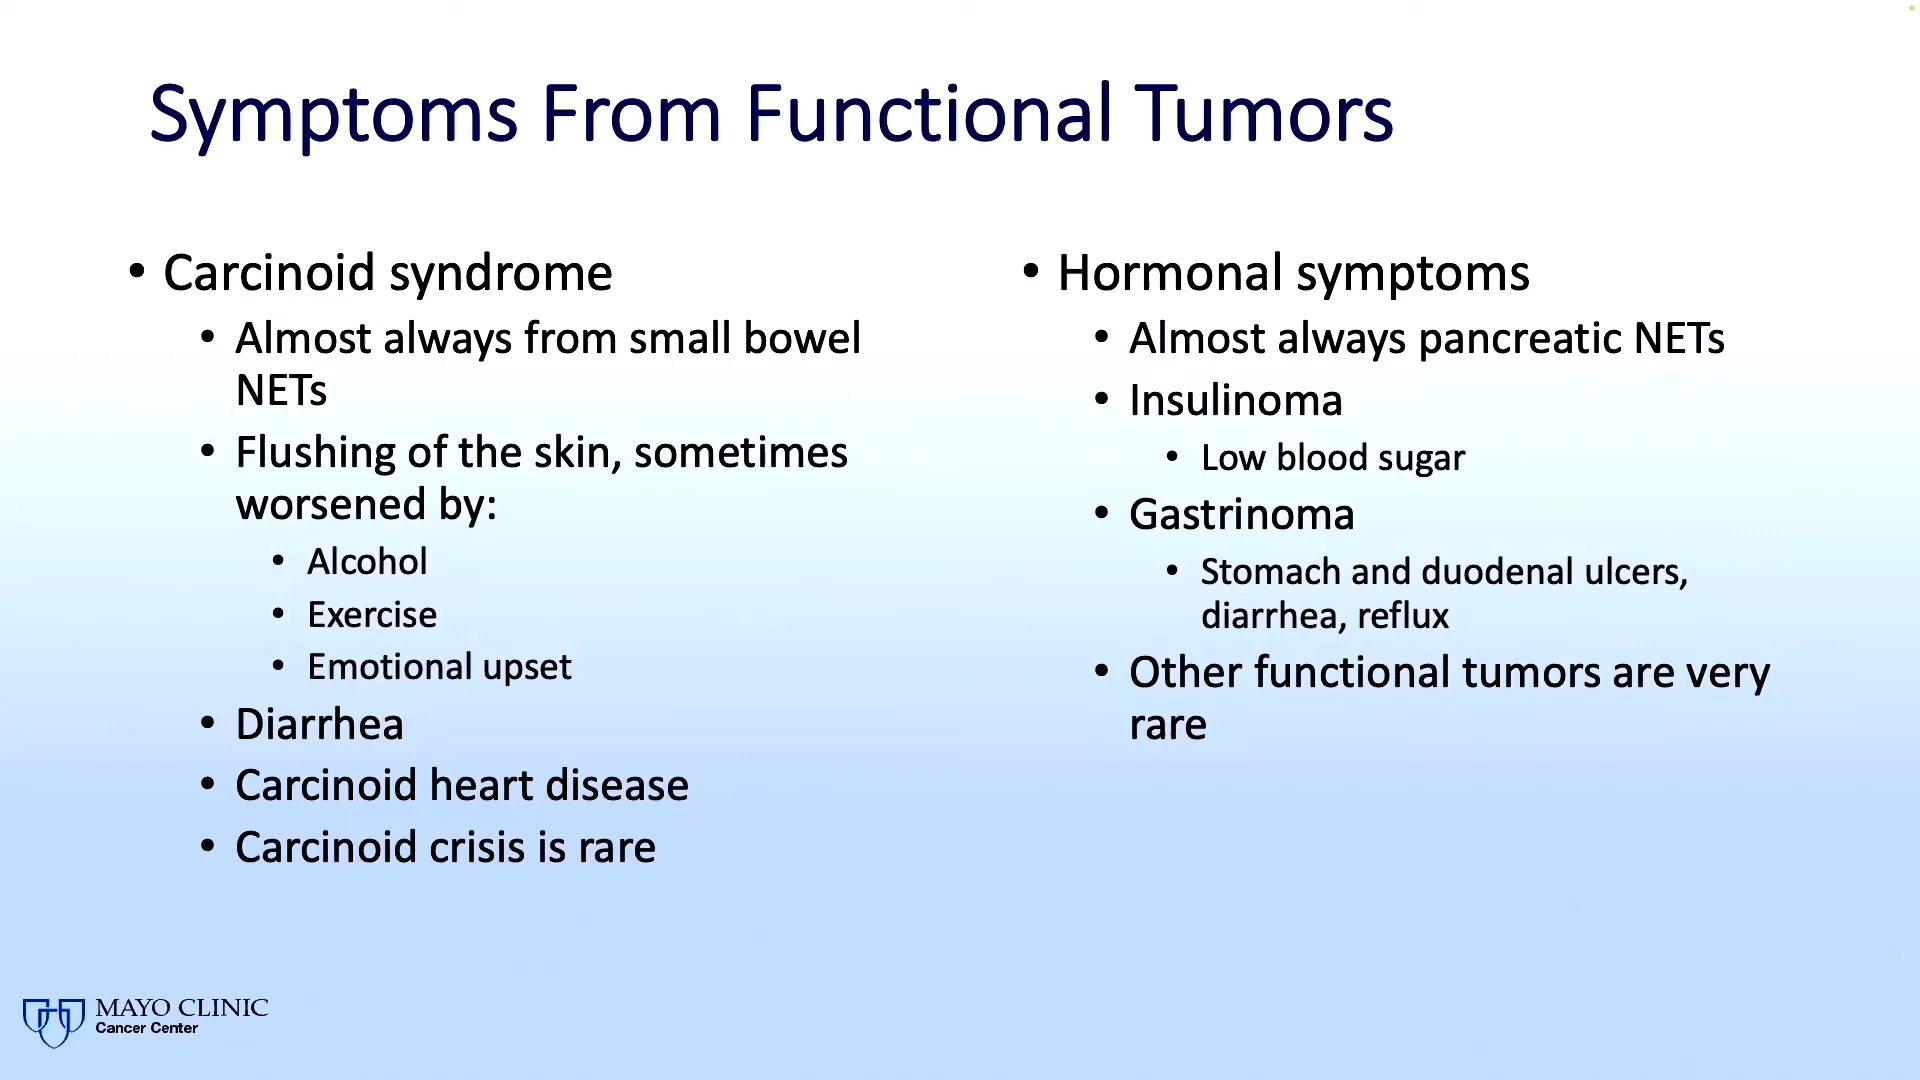 Symptoms From Functional Tumors
• Carcinoid syndrome
• Almost always from small bowel
NETs
• Flushing of the skin, sometimes
worsened by:
• Alcohol
• Exercise
• Emotional upset
• Diarrhea
• Carcinoid heart disease
• Carcinoid crisis is rare
• Hormonal symptoms
• Almost always pancreatic NETs
• Insulinoma
• Low blood sugar
• Gastrinoma
• Stomach and duodenal ulcers,
diarrhea, reflux
• Other functional tumors are very
rare
MAYO CLINIC
Cancer Center